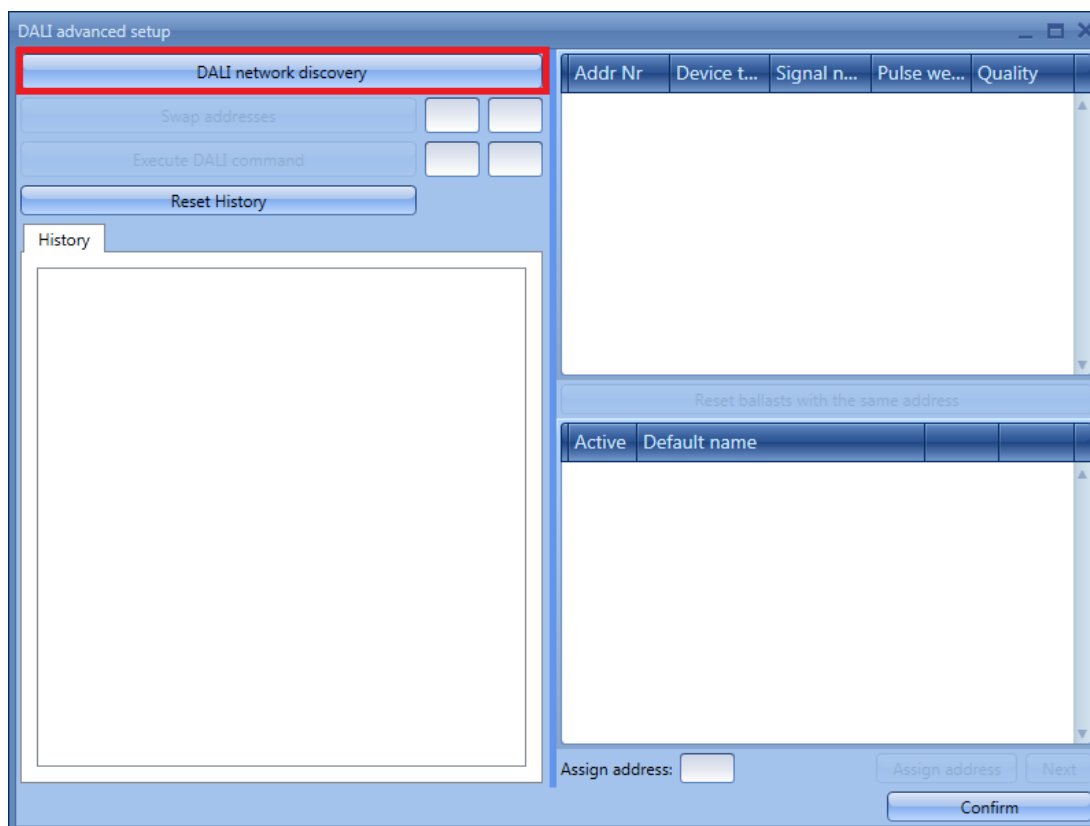 DALI advanced setup
DALI network discovery
Swap addresses
Execute DALI command
Reset History
History
Addr Nr Device t... Signal n... Pulse we... Quality
Reset ballasts with the same address
Active Default name
Assign address: Assign address Next
Confirm